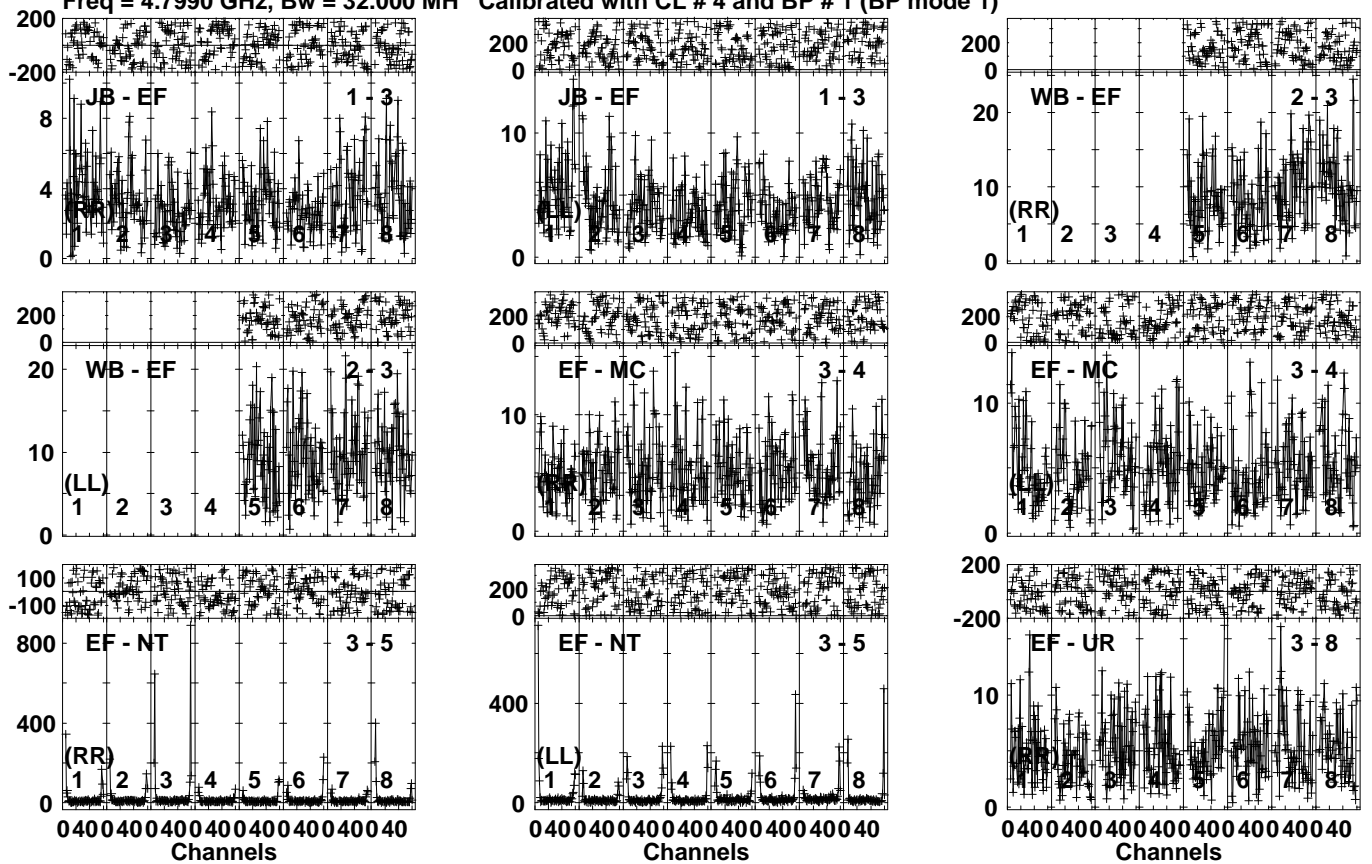 Freq = 4.7990 GHz, Bw = 32.000 MH Calibrated with CL # 4 and BP # 1 (BP mode 1)
200
-200
JB - EF 1 - 3
8
4
0
(RR)
1 2 3 4 5 6 7 8
200
0
JB - EF 1 - 3
10
0
(LL)
1 2 3 4 5 6 7 8
200
0
WB - EF 2 - 3
20
10
0
(RR)
1 2 3 4 5 6 7 8
200
0
WB - EF 2 - 3
20
10
0
(LL)
1 2 3 4 5 6 7 8
200
0
EF - MC 3 - 4
10
0
(RR)
1 2 3 4 5 6 7 8
200
0
EF - MC 3 - 4
10
0
(LL)
1 2 3 4 5 6 7 8
100
-100
EF - NT 3 - 5
800
400
0
(RR)
1 2 3 4 5 6 7 8
0 40 0 40 0 40 0 40 0 40 0 40 0 40 0 40
Channels
200
0
EF - NT 3 - 5
400
0
(LL)
1 2 3 4 5 6 7 8
0 40 0 40 0 40 0 40 0 40 0 40 0 40 0 40
Channels
200
-200
EF - UR 3 - 8
10
0
(RR)
1 2 3 4 5 6 7 8
0 40 0 40 0 40 0 40 0 40 0 40 0 40 0 40
Channels